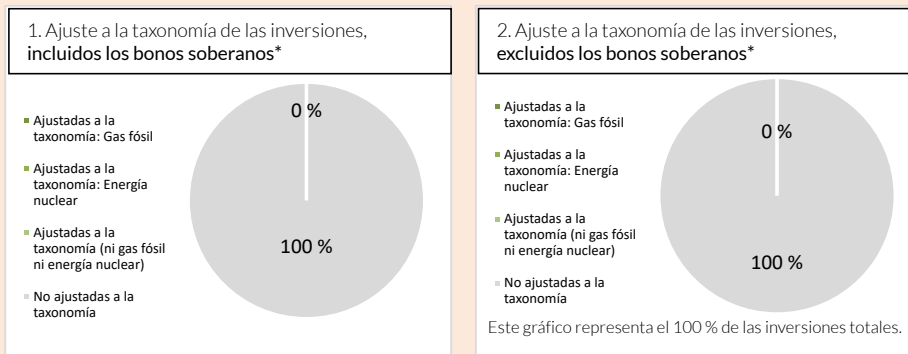 1. Ajuste a la taxonomía de las inversiones,
incluidos los bonos soberanos*
Ajustadas a la
taxonomía: Gas fósil
Ajustadas a la
taxonomía: Energía
nuclear
Ajustadas a la
taxonomía (ni gas fósil
ni energía nuclear)
No ajustadas a la
taxonomía
0 %
100 %
2. Ajuste a la taxonomía de las inversiones,
excluidos los bonos soberanos*
Ajustadas a la
taxonomía: Gas fósil
Ajustadas a la
taxonomía: Energía
nuclear
Ajustadas a la
taxonomía (ni gas fósil
ni energía nuclear)
No ajustadas a la
taxonomía
0 %
100 %
Este gráfico representa el 100 % de las inversiones totales.